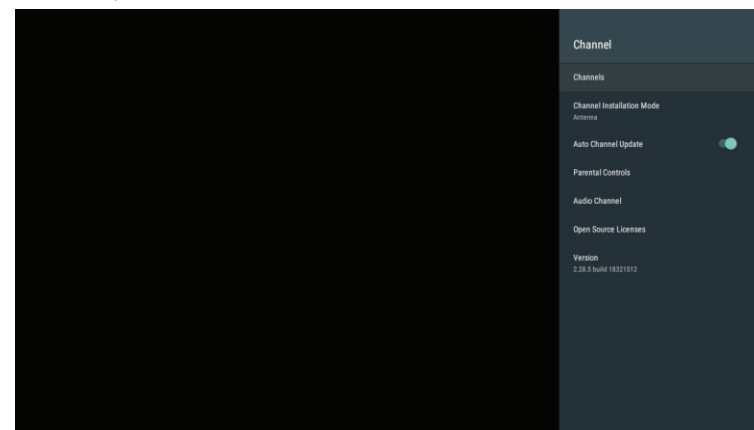 Channel
Channels
Channel Installation Mode
Antenna
Auto Channel Update
Parental Controls
Audio Channel
Open Source Licenses
Version
2.28.5 build 18321512